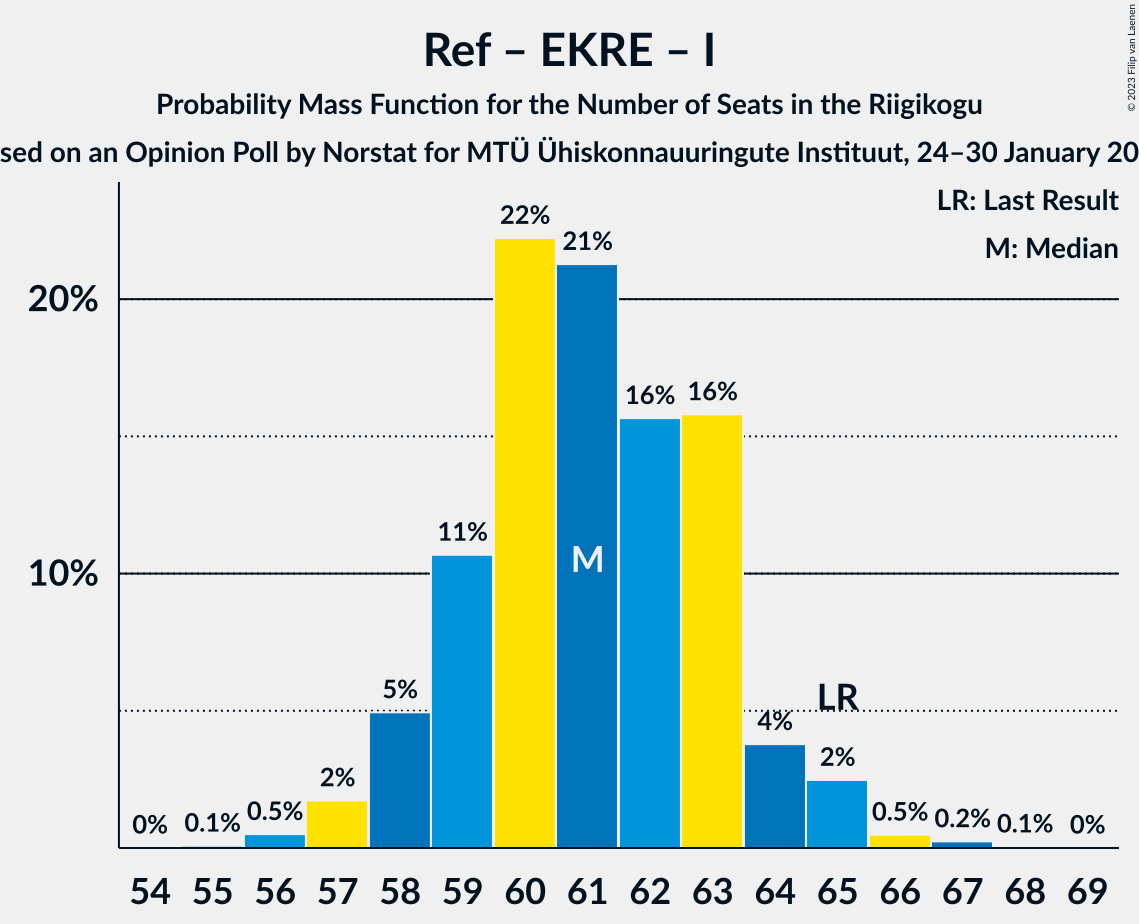 Ref – EKRE – I
Probability Mass Function for the Number of Seats in the Riigikogu
sed on an Opinion Poll by Norstat for MTÜ Ühiskonnauuringute Instituut, 24–30 January 20
© 2023 Filip van Laenen
LR: Last Result
M: Median
22%
21%
20%
16% 16%
11%
M
10%
5%
LR
4%
2%
2%
0% 0.1% 0.5% 0.5% 0.2% 0.1% 0%
54 55 56 57 58 59 60 61 62 63 64 65 66 67 68 69